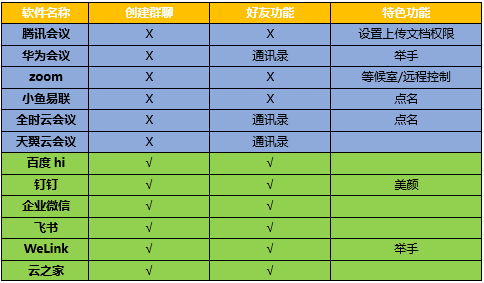 软件名称 创建群聊 好友功能 特色功能
腾讯会议 X X 设置上传文档权限
华为会议 X 通讯录 举手
zoom X X 等候室/远程控制
小鱼易联 X X 点名
全时云会议 X 通讯录 点名
天翼云会议 X 通讯录
百度 hi √ √
钉钉 √ √ 美颜
企业微信 √ √
飞书 √ √
WeLink √ √ 举手
云之家 √ √